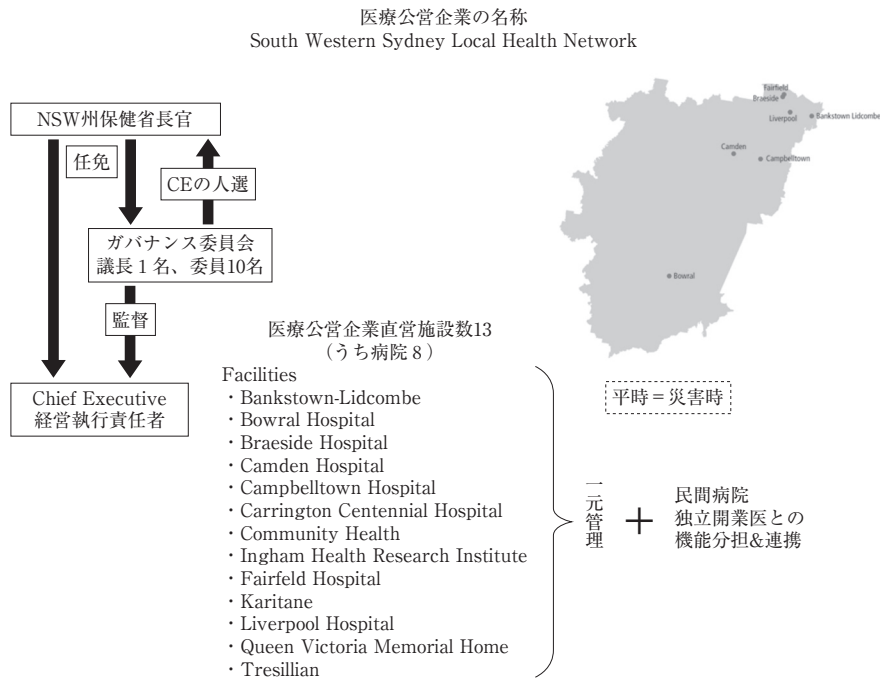 医療公営企業の名称
South Western Sydney Local Health Network
NSW州保健省長官
任免
CEの人選
ガバナンス委員会
議長1名、委員10名
監督
Chief Executive
経営執行責任者
Fairfield
Braeside
Liverpool
Bankstown Lidcombe
Camden
Campbelltown
Bowral
医療公営企業直営施設数13
（うち病院8）
Facilities
・Bankstown-Lidcombe
・Bowral Hospital
・Braeside Hospital
・Camden Hospital
・Campbelltown Hospital
・Carrington Centennial Hospital
・Community Health
・Ingham Health Research Institute
・Fairfeld Hospital
・Karitane
・Liverpool Hospital
・Queen Victoria Memorial Home
・Tresillian
平時＝災害時
一元管理
＋
民間病院
独立開業医との
機能分担&連携